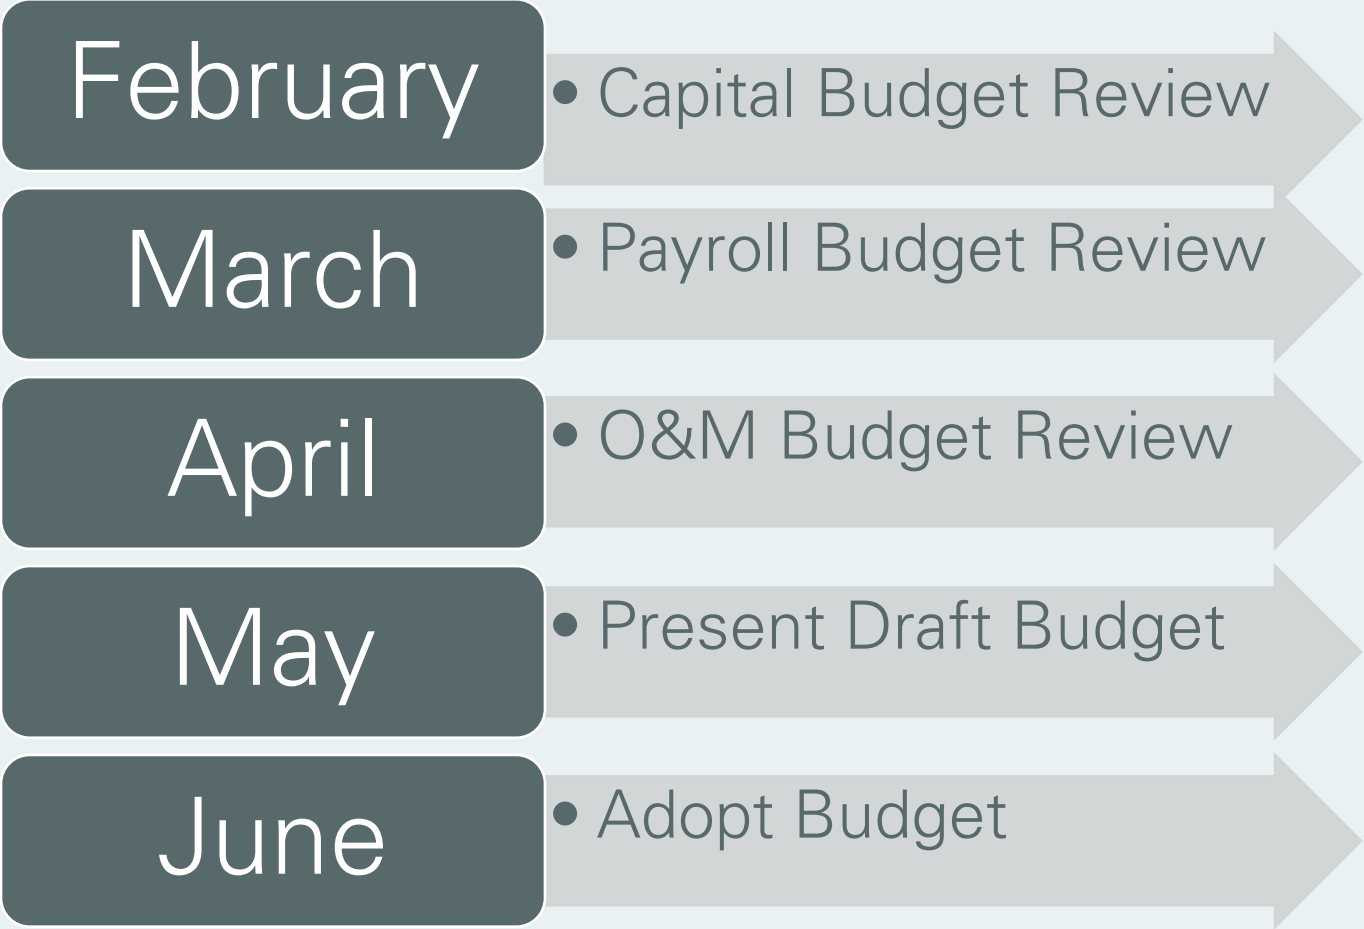 February
• Capital Budget Review
March
• Payroll Budget Review
April
• O&M Budget Review
May
• Present Draft Budget
June
• Adopt Budget